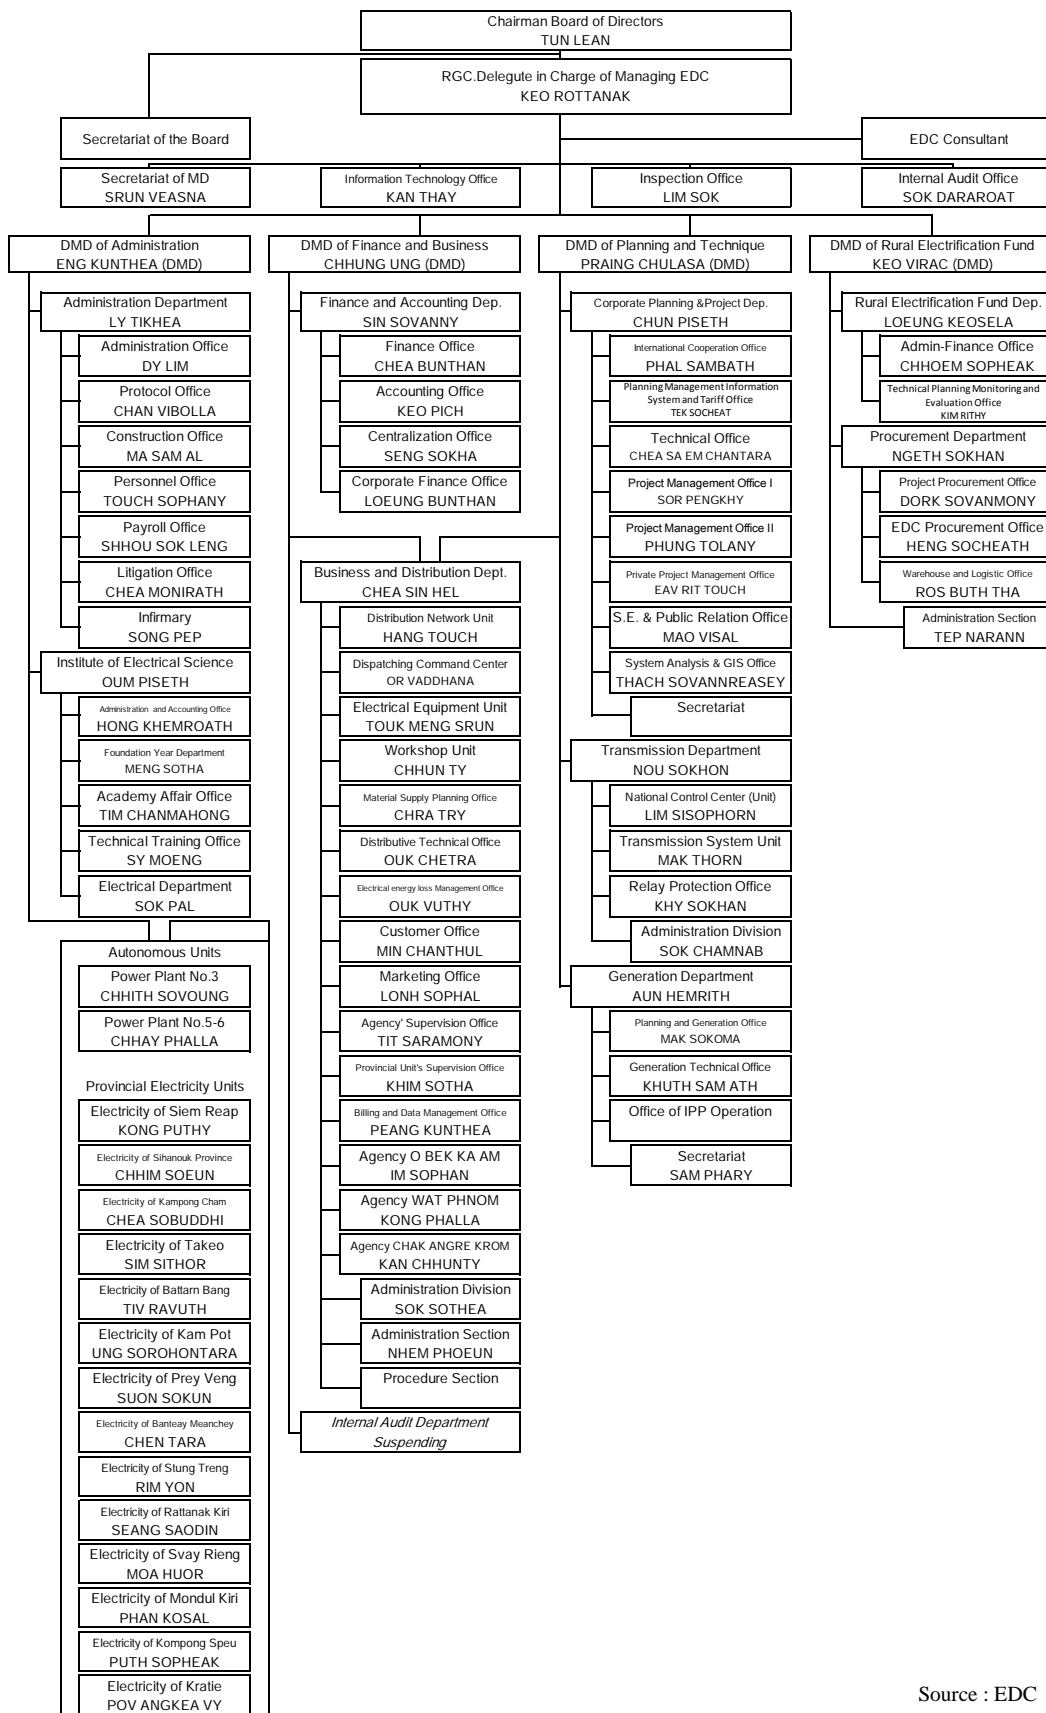 Chairman Board of Directors
TUN LEAN
RGC.Delegute in Charge of Managing EDC
KEO ROTTANAK
Secretariat of the Board
EDC Consultant
Secretariat of MD
SRUN VEASNA
Information Technology Office
KAN THAY
Inspection Office
LIM SOK
Internal Audit Office
SOK DARAROAT
DMD of Administration
ENG KUNTHEA (DMD)
DMD of Finance and Business
CHHUNG UNG (DMD)
DMD of Planning and Technique
PRAING CHULASA (DMD)
DMD of Rural Electrification Fund
KEO VIRAC (DMD)
Administration Department
LY TIKHEA
Administration Office
DY LIM
Protocol Office
CHAN VIBOLLA
Construction Office
MA SAM AL
Personnel Office
TOUCH SOPHANY
Payroll Office
SHHOU SOK LENG
Litigation Office
CHEA MONIRATH
Infirmary
SONG PEP
Institute of Electrical Science
OUM PISETH
Administration and Accounting Office
HONG KHEMROATH
Foundation Year Department
MENG SOTHA
Academy Affair Office
TIM CHANMAHONG
Technical Training Office
SY MOENG
Electrical Department
SOK PAL
Autonomous Units
Power Plant No.3
CHHITH SOVOUNG
Power Plant No.5-6
CHHAY PHALLA
Provincial Electricity Units
Electricity of Siem Reap
KONG PUTHY
Electricity of Sihanouk Province
CHHIM SOEUN
Electricity of Kampong Cham
CHEA SOBUDDHI
Electricity of Takeo
SIM SITHOR
Electricity of Battarn Bang
TIV RAVUTH
Electricity of Kam Pot
UNG SOROHONTARA
Electricity of Prey Veng
SUON SOKUN
Electricity of Banteay Meanchey
CHEN TARA
Electricity of Stung Treng
RIM YON
Electricity of Rattanak Kiri
SEANG SAODIN
Electricity of Svay Rieng
MOA HUOR
Electricity of Mondul Kiri
PHAN KOSAL
Electricity of Kompong Speu
PUTH SOPHEAK
Electricity of Kratie
POV ANGKEA VY
Finance and Accounting Dep.
SIN SOVANNY
Finance Office
CHEA BUNTHAN
Accounting Office
KEO PICH
Centralization Office
SENG SOKHA
Corporate Finance Office
LOEUNG BUNTHAN
Business and Distribution Dept.
CHEA SIN HEL
Distribution Network Unit
HANG TOUCH
Dispatching Command Center
OR VADDHANA
Electrical Equipment Unit
TOUK MENG SRUN
Workshop Unit
CHHUN TY
Material Supply Planning Office
CHRA TRY
Distributive Technical Office
OUK CHETRA
Electrical energy loss Management Office
OUK VUTHY
Customer Office
MIN CHANTHUL
Marketing Office
LONH SOPHAL
Agency' Supervision Office
TIT SARAMONY
Provincial Unit's Supervision Office
KHIM SOTHA
Billing and Data Management Office
PEANG KUNTHEA
Agency O BEK KA AM
IM SOPHAN
Agency WAT PHNOM
KONG PHALLA
Agency CHAK ANGRE KROM
KAN CHHUNTY
Administration Division
SOK SOTHEA
Administration Section
NHEM PHOEUN
Procedure Section
Internal Audit Department
Suspending
Corporate Planning &Project Dep.
CHUN PISETH
International Cooperation Office
PHAL SAMBATH
Planning Management Information
System and Tariff Office
TEK SOCHEAT
Technical Office
CHEA SA EM CHANTARA
Project Management Office I
SOR PENGKHY
Project Management Office II
PHUNG TOLANY
Private Project Management Office
EAV RIT TOUCH
S.E. & Public Relation Office
MAO VISAL
System Analysis & GIS Office
THACH SOVANNREASEY
Secretariat
Transmission Department
NOU SOKHON
National Control Center (Unit)
LIM SISOPHORN
Transmission System Unit
MAK THORN
Relay Protection Office
KHY SOKHAN
Administration Division
SOK CHAMNAB
Generation Department
AUN HEMRITH
Planning and Generation Office
MAK SOKOMA
Generation Technical Office
KHUTH SAM ATH
Office of IPP Operation
Secretariat
SAM PHARY
Rural Electrification Fund Dep.
LOEUNG KEOSELA
Admin-Finance Office
CHHOEM SOPHEAK
Technical Planning Monitoring and
Evaluation Office
KIM RITHY
Procurement Department
NGETH SOKHAN
Project Procurement Office
DORK SOVANMONY
EDC Procurement Office
HENG SOCHEATH
Warehouse and Logistic Office
ROS BUTH THA
Administration Section
TEP NARANN
Source : EDC